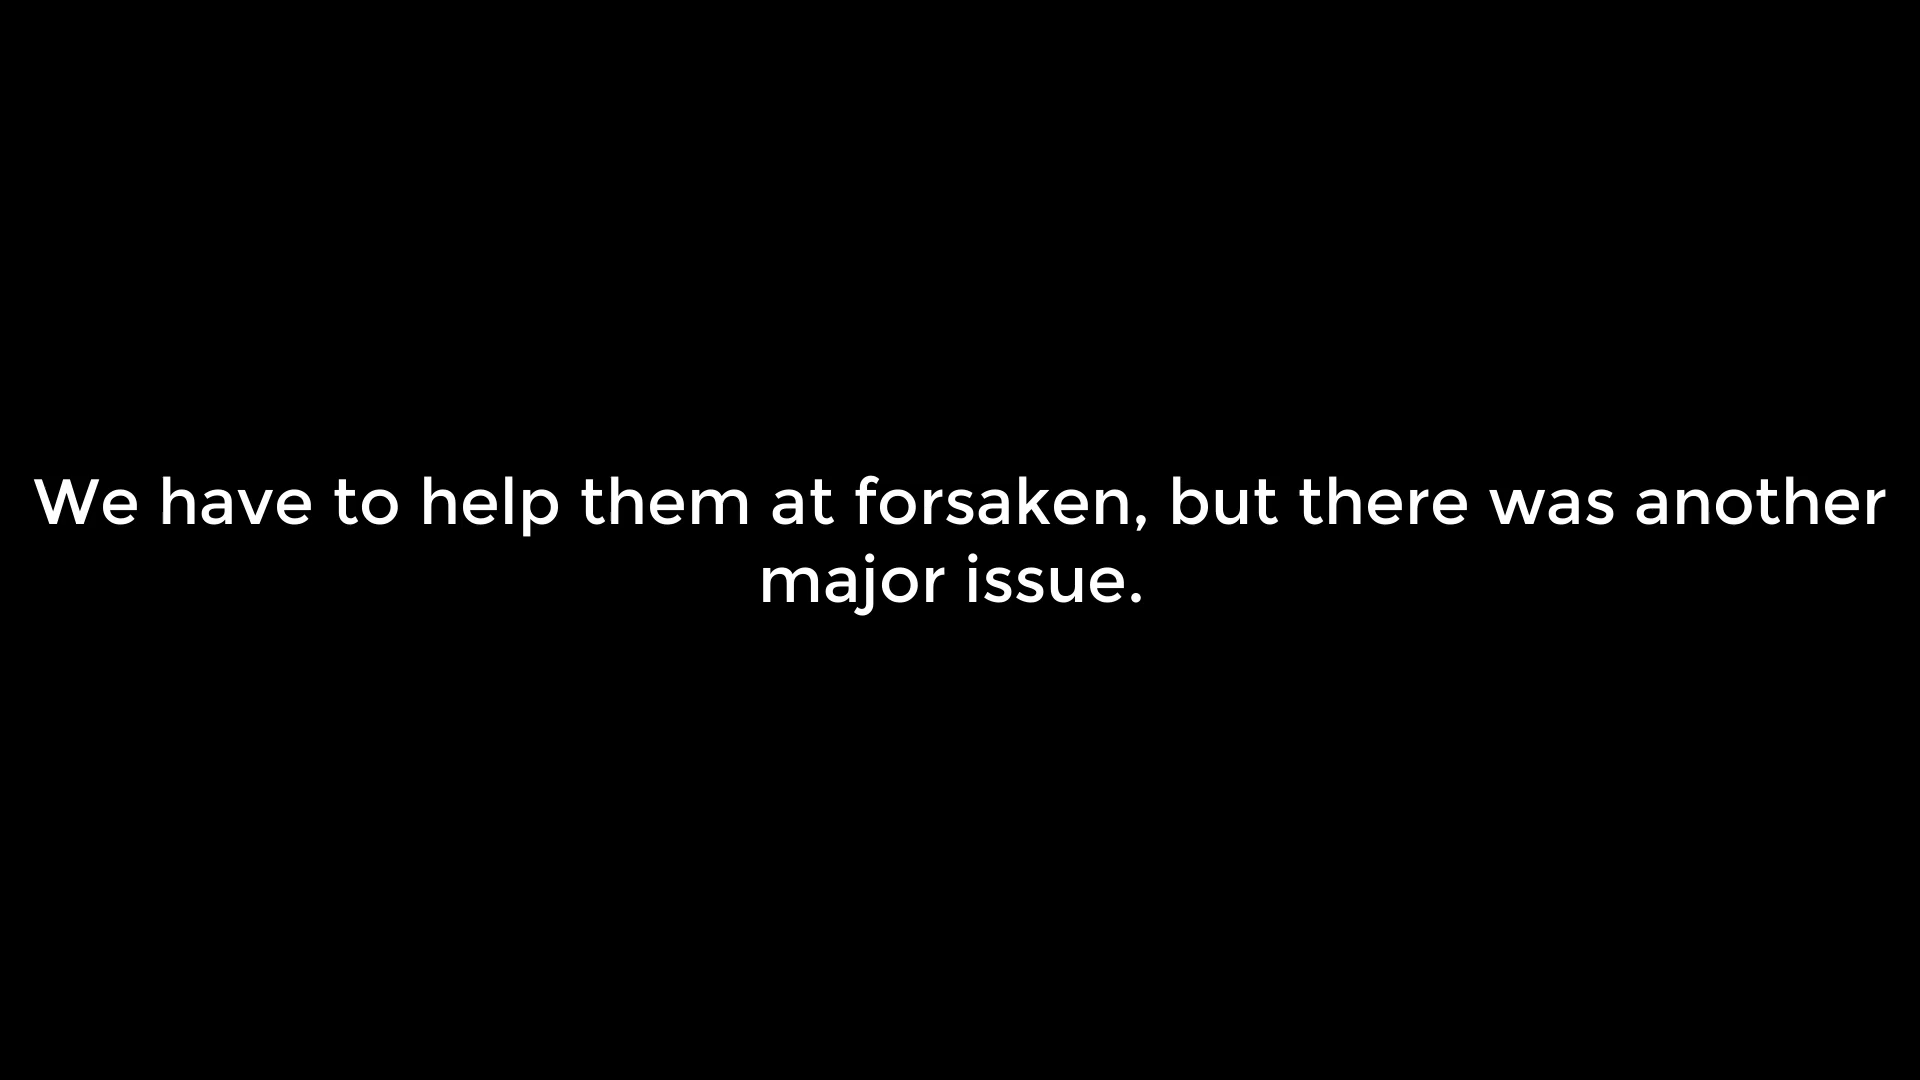 We have to help them at forsaken, but there was another
major issue.